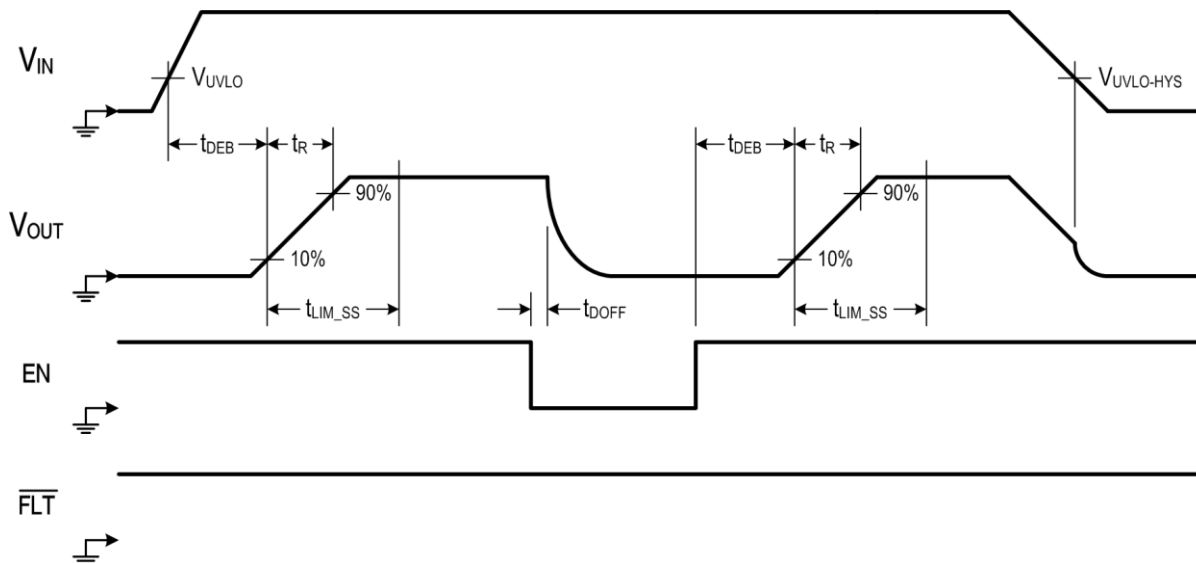 VIN
VUVLO
VUVLO-HYS
tDEB
tR
tDEB
tR
VOUT
90%
10%
90%
10%
tLIM_SS
tDOFF
tLIM_SS
EN
FLT